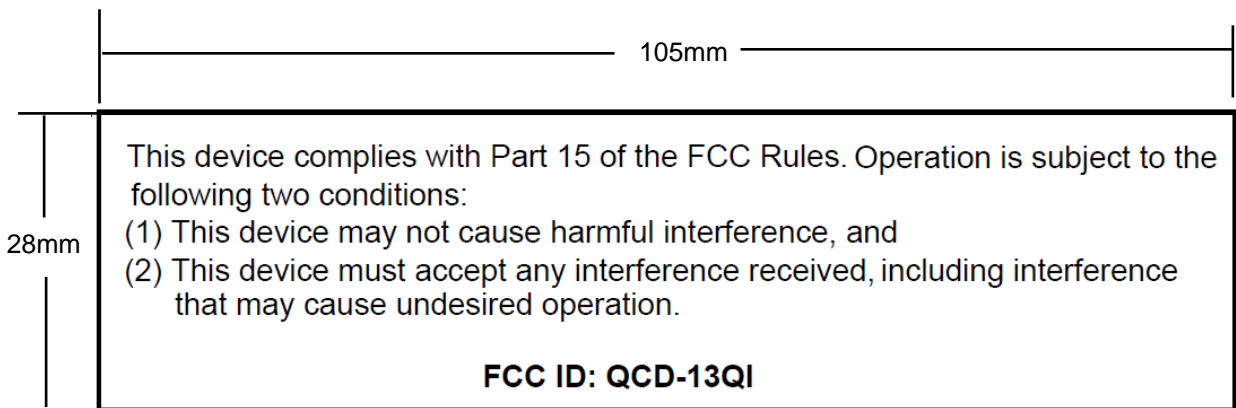 105mm
28mm
This device complies with Part 15 of the FCC Rules. Operation is subject to the
following two conditions:
(1) This device may not cause harmful interference, and
(2) This device must accept any interference received, including interference
that may cause undesired operation.
FCC ID: QCD-13QI